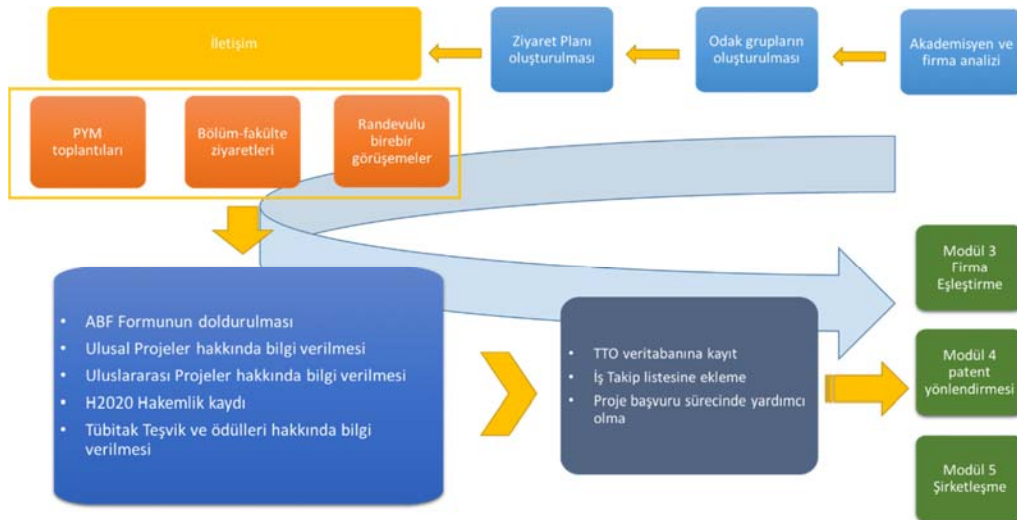 İletişim
Ziyaret Planı
oluşturulması
Odak grupların
oluşturulması
Akademisyen ve
firma analizi
PYM
toplantıları
Bölüm-fakülte
ziyaretleri
Randevulu
birebir
görüşemeler
• ABF Formunun doldurulması
• Ulusal Projeler hakkında bilgi verilmesi
• Uluslararası Projeler hakkında bilgi verilmesi
• H2020 Hakemlik kaydı
• Tübitak Teşvik ve ödülleri hakkında bilgi
verilmesi
• TTO veritabanına kayıt
• İş Takip listesine ekleme
• Proje başvuru sürecinde yardımcı
olma
Modül 3
Firma
Eşleştirme
Modül 4
patent
yönlendirmesi
Modül 5
Şirketleşme